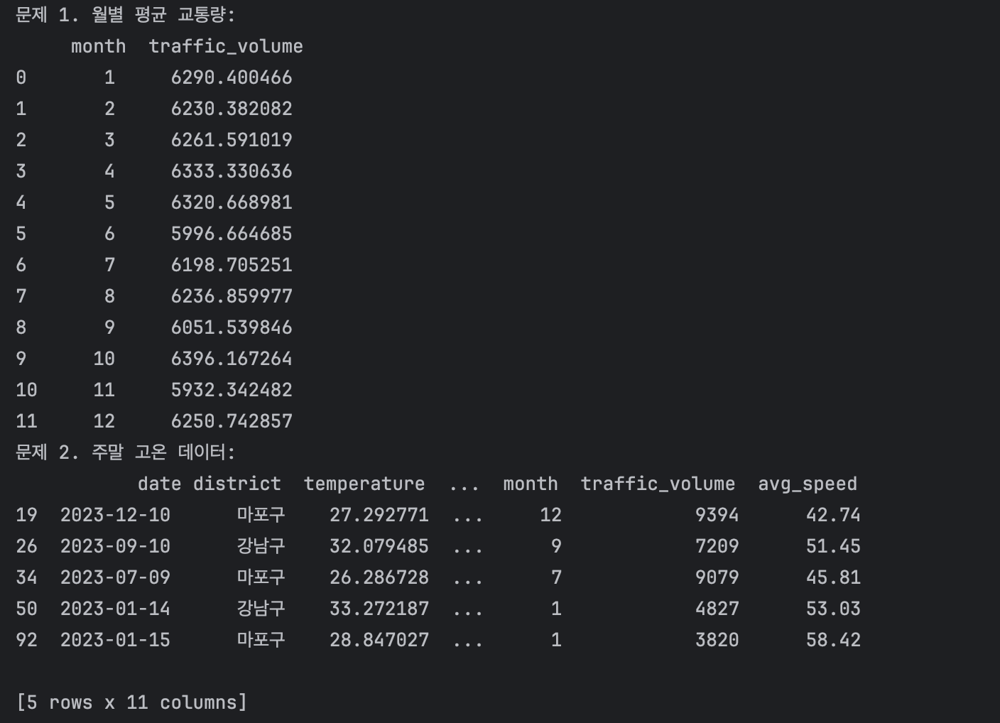 문제 1. 월별 평균 교통량:
month traffic_volume
0 1 6290.400466
1 2 6230.382082
2 3 6261.591019
3 4 6333.330636
4 5 6320.668981
5 6 5996.664685
6 7 6198.705251
7 8 6236.859977
8 9 6051.539846
9 10 6396.167264
10 11 5932.342482
11 12 6250.742857
문제 2. 주말 고온 데이터:
date district temperature ... month traffic_volume avg_speed
19 2023-12-10 마포구 27.292771 ... 12 9394 42.74
26 2023-09-10 강남구 32.079485 ... 9 7209 51.45
34 2023-07-09 마포구 26.286728 ... 7 9079 45.81
50 2023-01-14 강남구 33.272187 ... 1 4827 53.03
92 2023-01-15 마포구 28.847027 ... 1 3820 58.42
[5 rows x 11 columns]